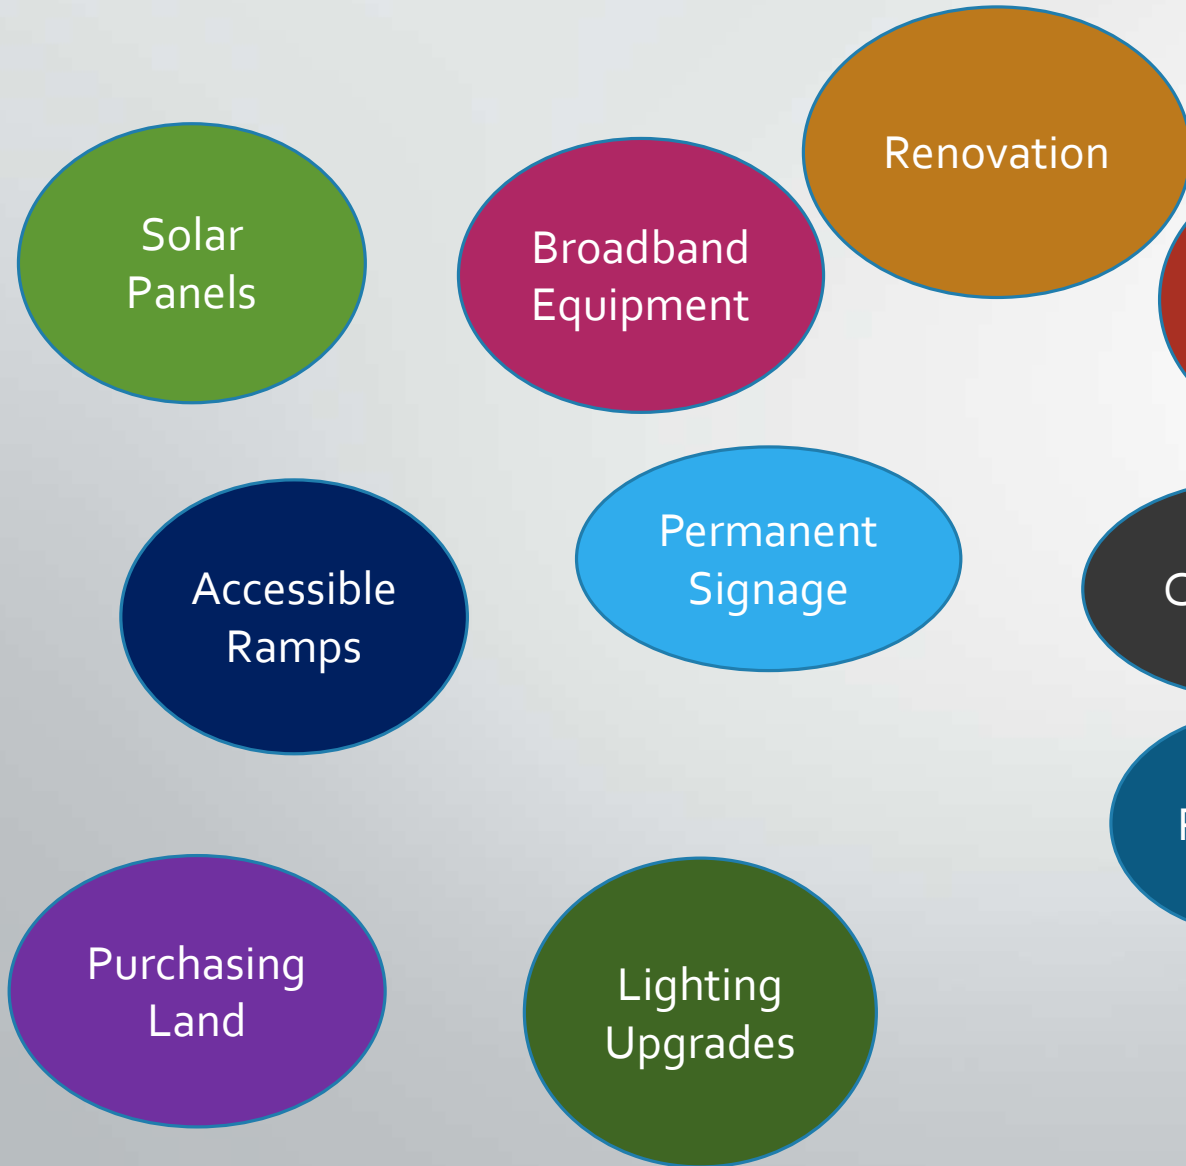 Renovation
Solar
Panels
Broadband
Equipment
Permanent
Signage
Accessible
Ramps
Purchasing
Land
Lighting
Upgrades